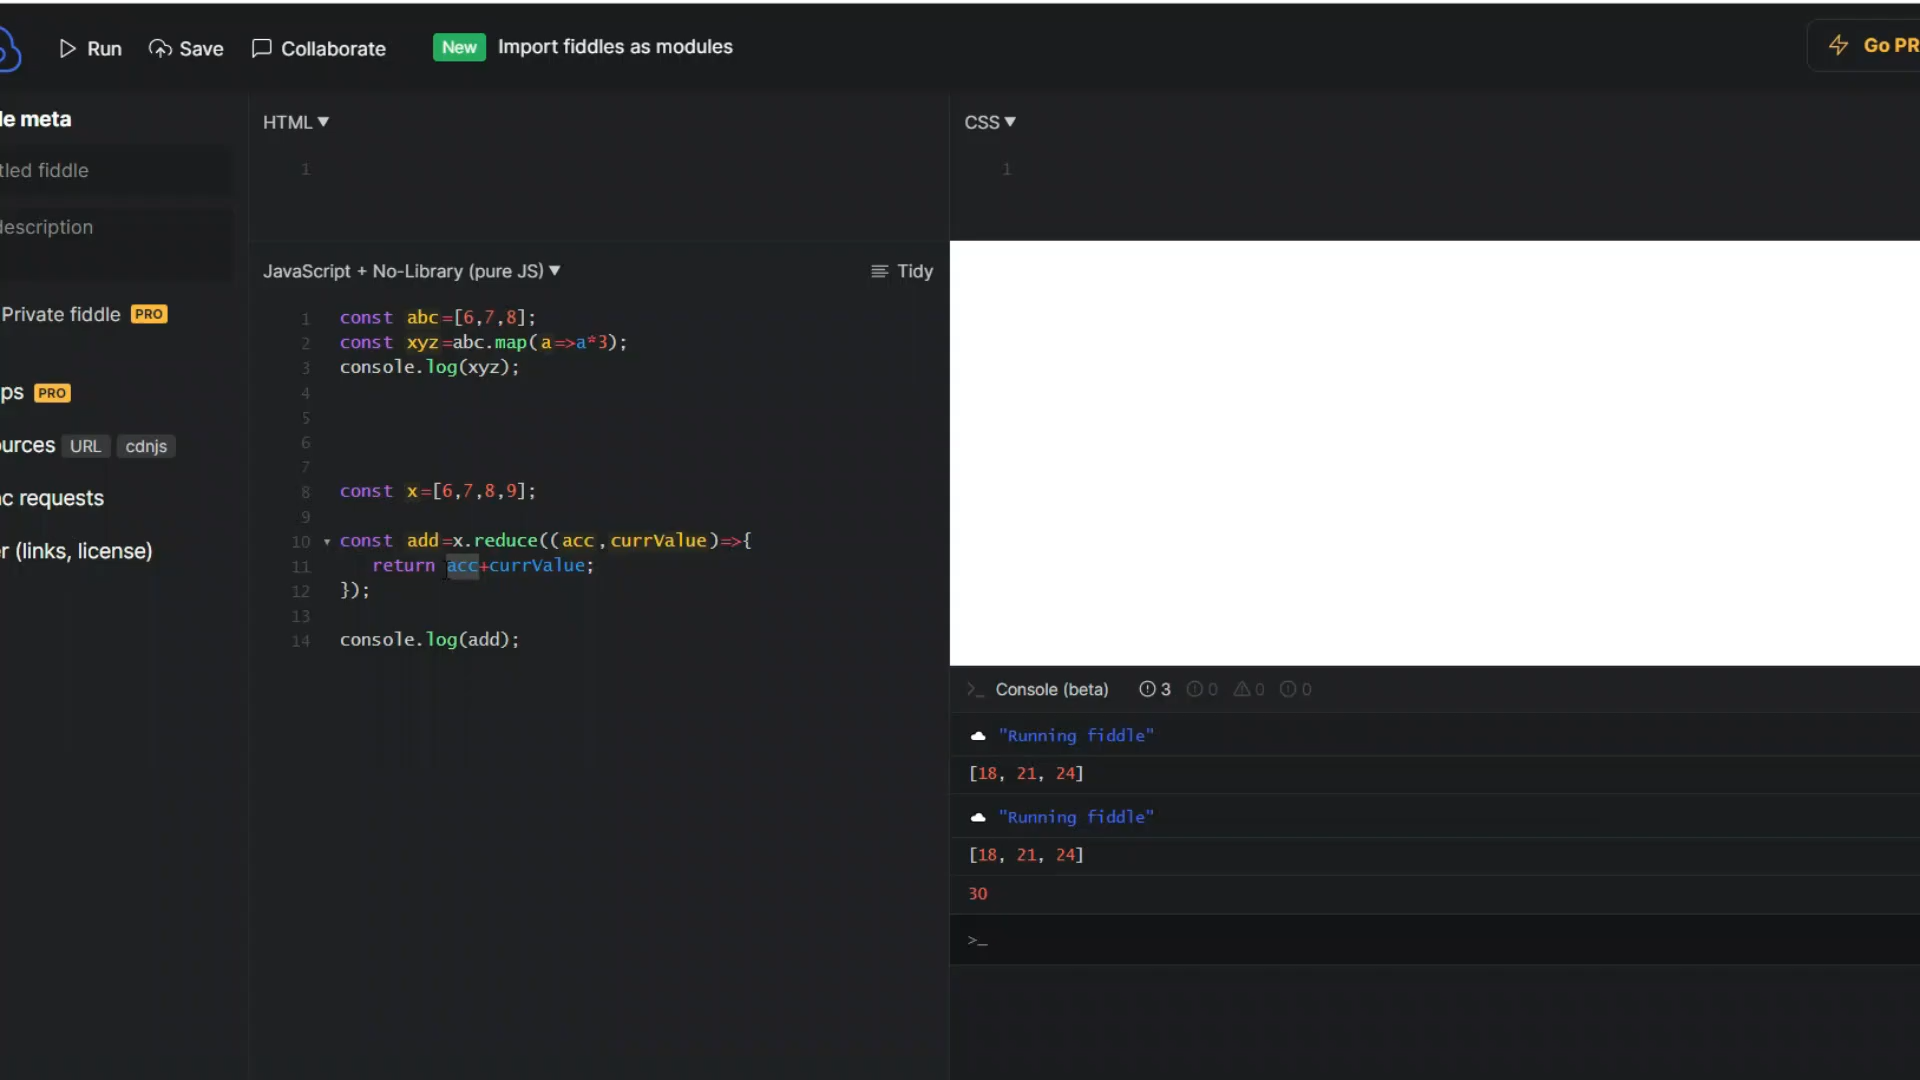 Run Save Collaborate New Import fiddles as modules Go PR
le meta
tled fiddle
description
Private fiddle PRO
ps PRO
urces URL cdnjs
c requests
r (links, license)
HTML
1
CSS
1
JavaScript + No-Library (pure JS) Tidy
1 const abc=[6,7,8];
2 const xyz=abc.map(a=>a*3);
3 console.log(xyz);
4
5
6
7
8 const x=[6,7,8,9];
9
10 const add=x.reduce((acc,currValue)=>{
11 return acc+currValue;
12 });
13
14 console.log(add);
>_ Console (beta) 3 0 0 0
"Running fiddle"
[18, 21, 24]
"Running fiddle"
[18, 21, 24]
30
>_